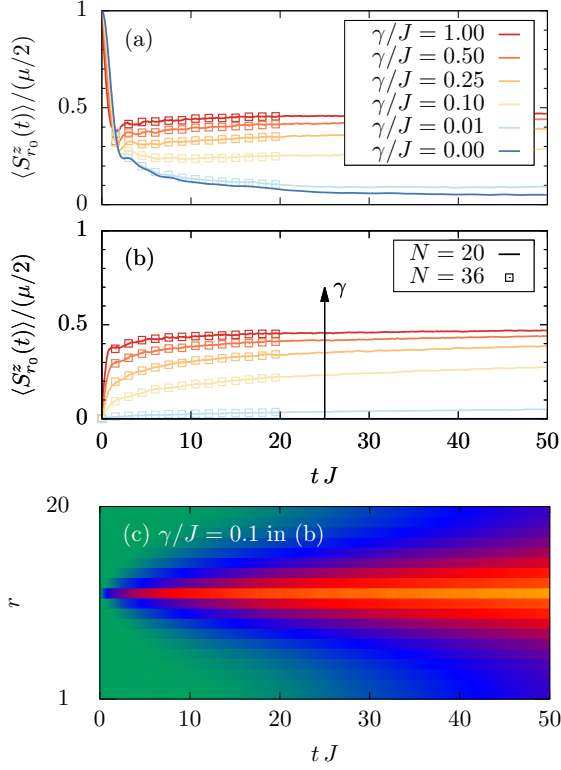 (a)
γ/J = 1.00
γ/J = 0.50
γ/J = 0.25
γ/J = 0.10
γ/J = 0.01
γ/J = 0.00
⟨S^z_{r_0}(t)⟩/(μ/2)
1
0.5
0
(b)
N = 20
N = 36
γ
⟨S^z_{r_0}(t)⟩/(μ/2)
1
0.5
0
0 10 20 30 40 50
t J
(c) γ/J = 0.1 in (b)
20
r
1
0 10 20 30 40 50
t J